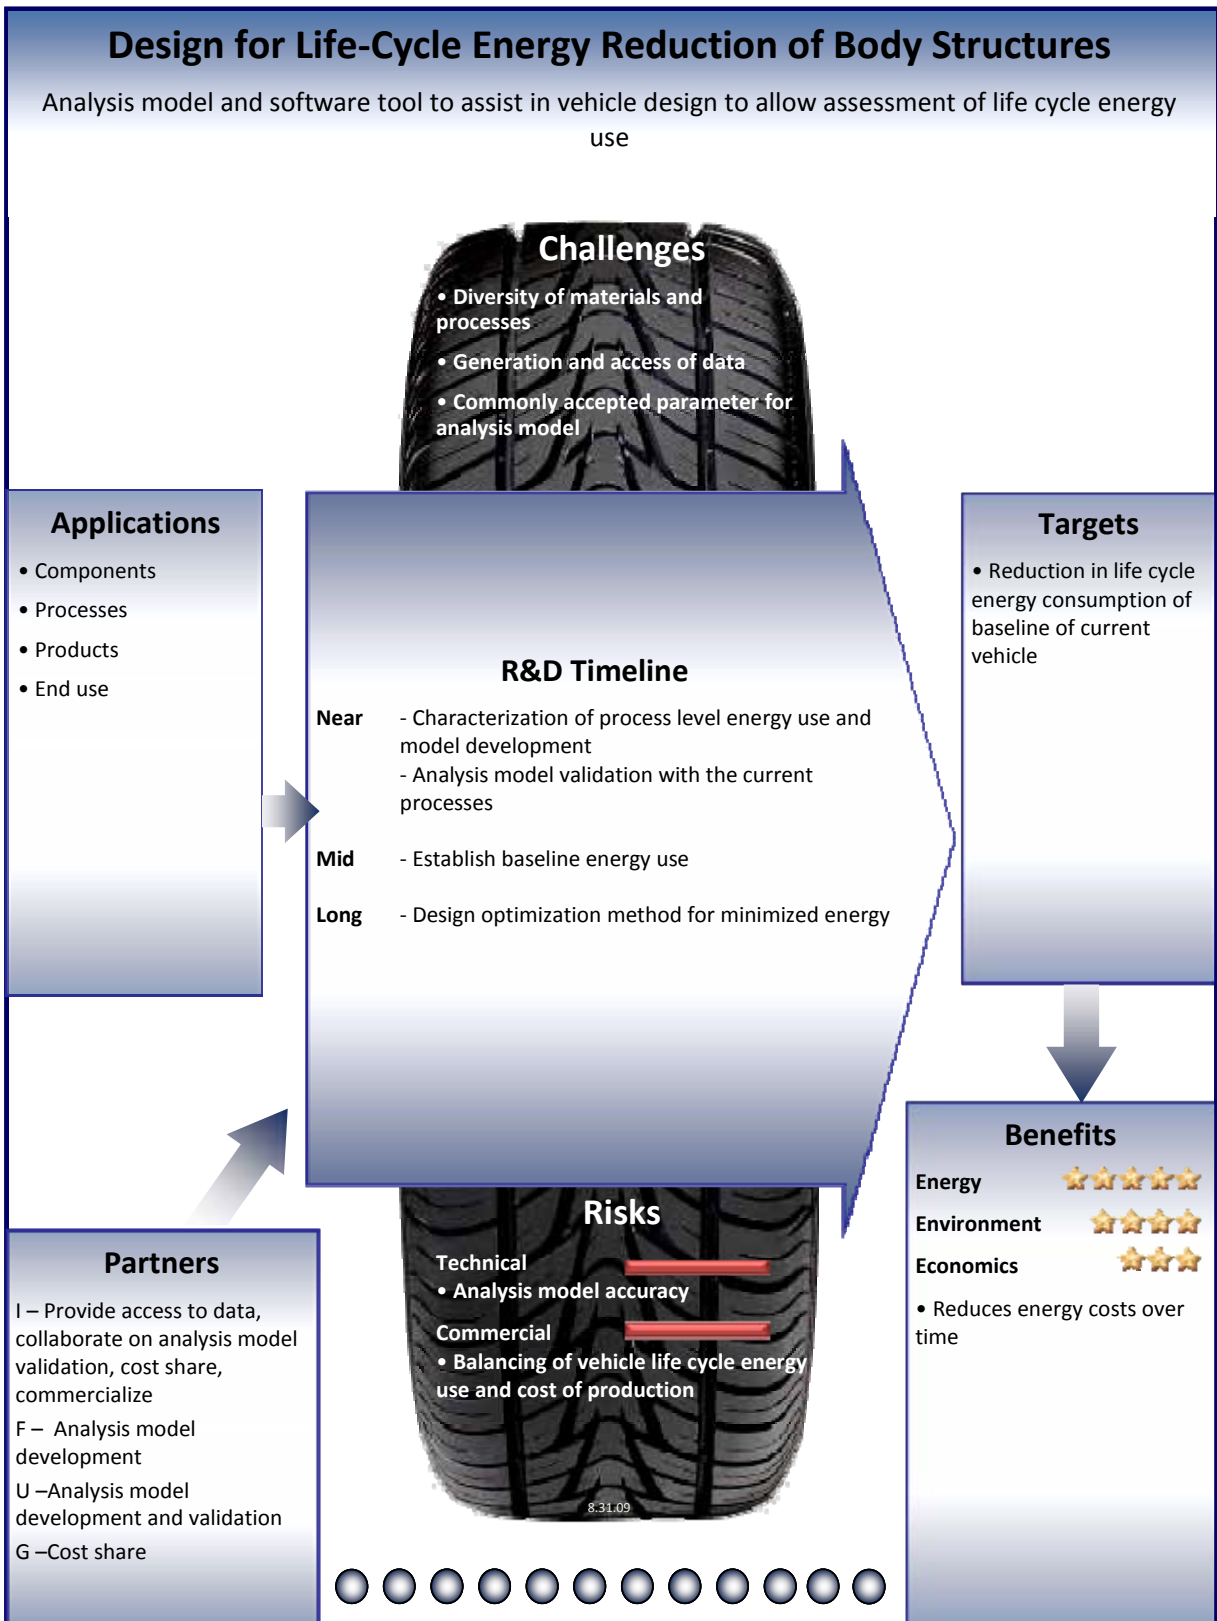 Design for Life-Cycle Energy Reduction of Body Structures
Analysis model and software tool to assist in vehicle design to allow assessment of life cycle energy
use
Challenges
• Diversity of materials and
processes
• Generation and access of data
• Commonly accepted parameter for
analysis model
Applications
• Components
• Processes
• Products
• End use
R&D Timeline
Near - Characterization of process level energy use and
model development
- Analysis model validation with the current
processes
Mid - Establish baseline energy use
Long - Design optimization method for minimized energy
Targets
• Reduction in life cycle
energy consumption of
baseline of current
vehicle
Partners
I – Provide access to data,
collaborate on analysis model
validation, cost share,
commercialize
F – Analysis model
development
U –Analysis model
development and validation
G –Cost share
Risks
Technical
• Analysis model accuracy
Commercial
• Balancing of vehicle life cycle energy
use and cost of production
8.31.09
Benefits
Energy
Environment
Economics
• Reduces energy costs over
time